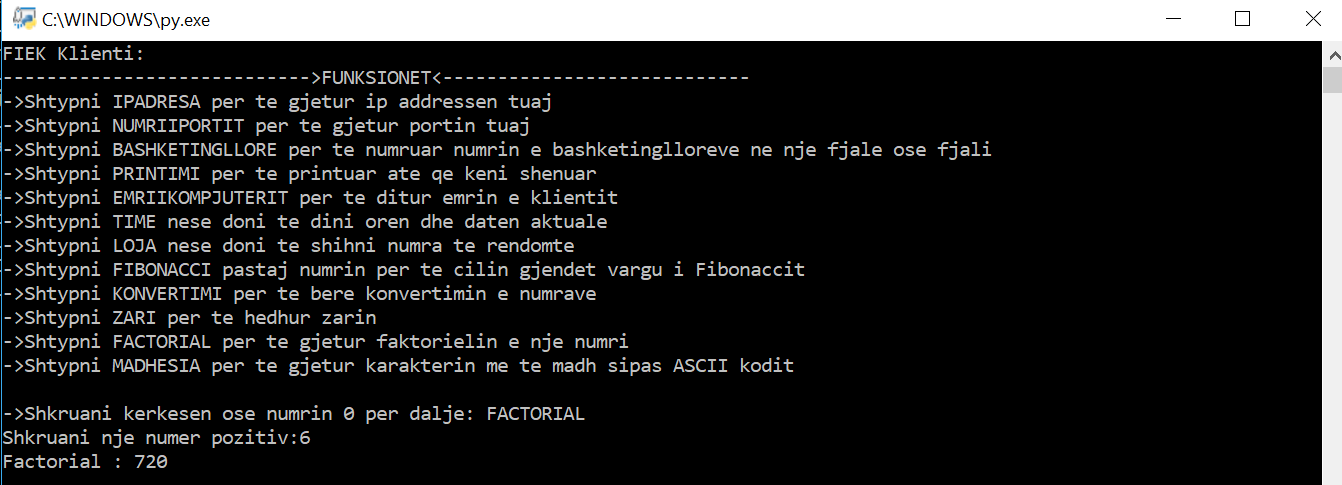 C:\WINDOWS\py.exe
FIEK Klienti:
---------------------------->FUNKSIONET<----------------------------
->Shtypni IPADRESA per te gjetur ip addressen tuaj
->Shtypni NUMRIIPORTIT per te gjetur portin tuaj
->Shtypni BASHKETINGLLORE per te numruar numrin e bashketinglloreve ne nje fjale ose fjali
->Shtypni PRINTIMI per te printuar ate qe keni shenuar
->Shtypni EMRIIKOMPJUTERIT per te ditur emrin e klientit
->Shtypni TIME nese doni te dini oren dhe daten aktuale
->Shtypni LOJA nese doni te shihni numra te rendomte
->Shtypni FIBONACCI pastaj numrin per te cilin gjendet vargu i Fibonaccit
->Shtypni KONVERTIMI per te bere konvertimin e numrave
->Shtypni ZARI per te hedhur zarin
->Shtypni FACTORIAL per te gjetur faktorielin e nje numri
->Shtypni MADHESIA per te gjetur karakterin me te madh sipas ASCII kodit
->Shkruani kerkesen ose numrin 0 per dalje: FACTORIAL
Shkruani nje numer pozitiv:6
Factorial : 720